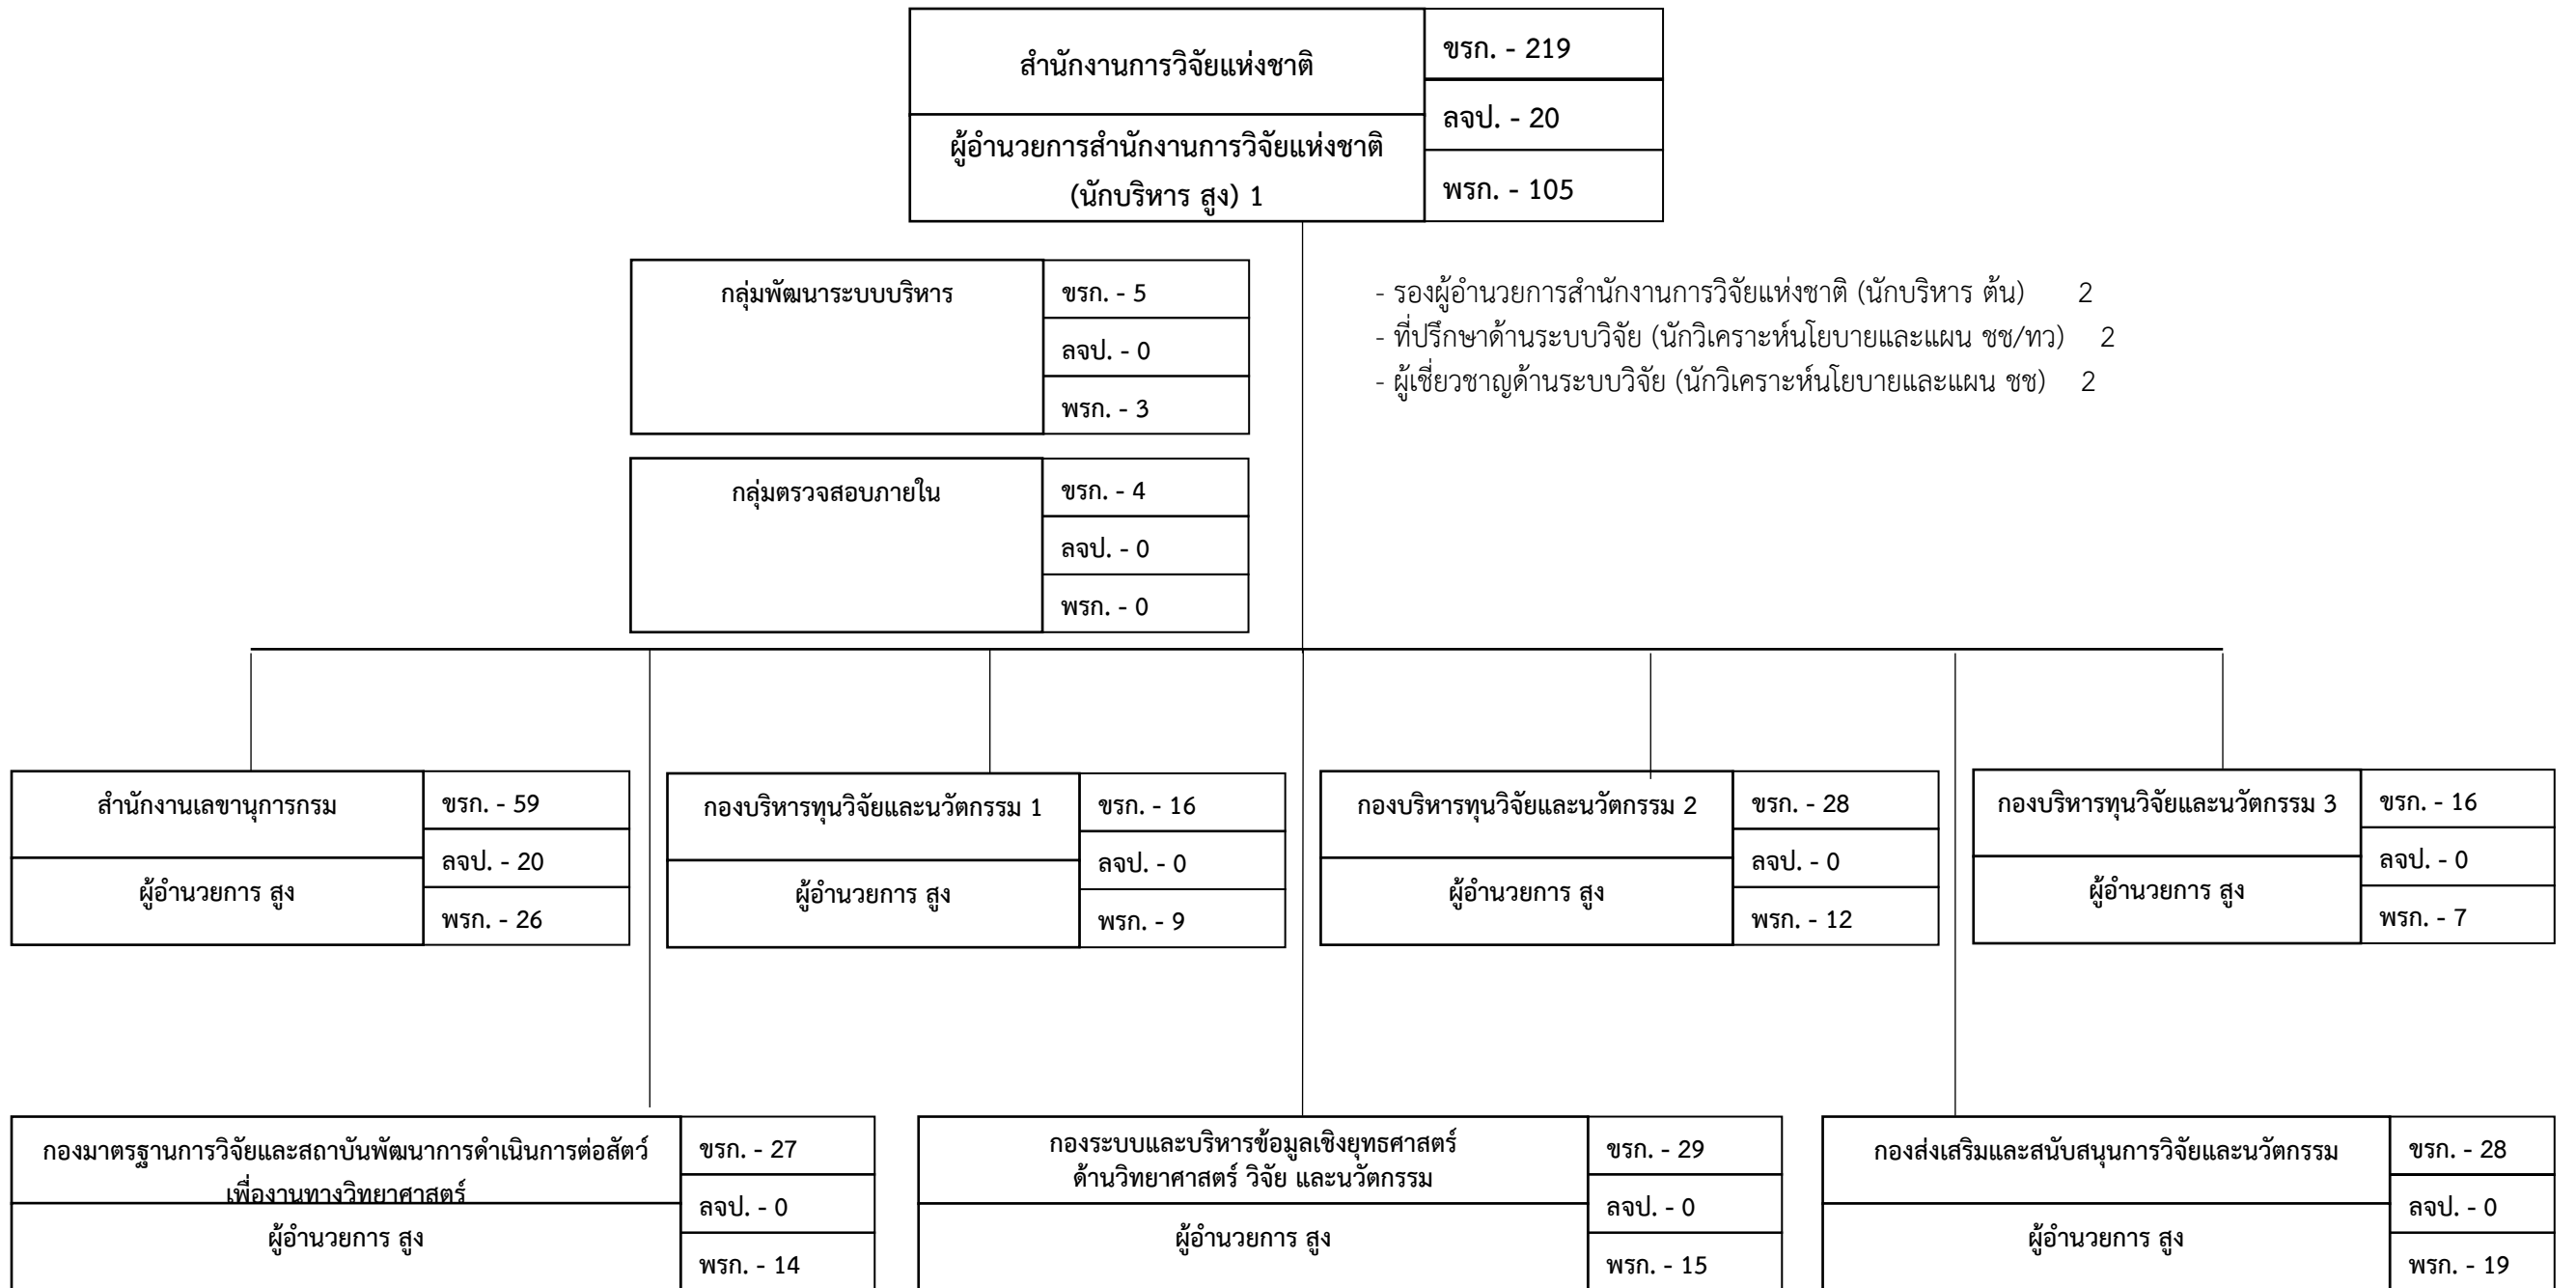 สำนักงานการวิจัยแห่งชาติ
ผู้อำนวยการสำนักงานการวิจัยแห่งชาติ
(นักบริหาร สูง) 1
ขรก. - 219
ลจป. - 20
พรก. - 105
กลุ่มพัฒนาระบบบริหาร
ขรก. - 5
ลจป. - 0
พรก. - 3
- รองผู้อำนวยการสำนักงานการวิจัยแห่งชาติ (นักบริหาร ต้น) 2
- ที่ปรึกษาด้านระบบวิจัย (นักวิเคราะห์นโยบายและแผน ชช/ทว) 2
- ผู้เชี่ยวชาญด้านระบบวิจัย (นักวิเคราะห์นโยบายและแผน ชช) 2
กลุ่มตรวจสอบภายใน
ขรก. - 4
ลจป. - 0
พรก. - 0
สำนักงานเลขานุการกรม
ผู้อำนวยการ สูง
ขรก. - 59
ลจป. - 20
พรก. - 26
กองบริหารทุนวิจัยและนวัตกรรม 1
ผู้อำนวยการ สูง
ขรก. - 16
ลจป. - 0
พรก. - 9
กองบริหารทุนวิจัยและนวัตกรรม 2
ผู้อำนวยการ สูง
ขรก. - 28
ลจป. - 0
พรก. - 12
กองบริหารทุนวิจัยและนวัตกรรม 3
ผู้อำนวยการ สูง
ขรก. - 16
ลจป. - 0
พรก. - 7
กองมาตรฐานการวิจัยและสถาบันพัฒนาการดำเนินการต่อสัตว์
เพื่องานทางวิทยาศาสตร์
ผู้อำนวยการ สูง
ขรก. - 27
ลจป. - 0
พรก. - 14
กองระบบและบริหารข้อมูลเชิงยุทธศาสตร์
ด้านวิทยาศาสตร์ วิจัย และนวัตกรรม
ผู้อำนวยการ สูง
ขรก. - 29
ลจป. - 0
พรก. - 15
กองส่งเสริมและสนับสนุนการวิจัยและนวัตกรรม
ผู้อำนวยการ สูง
ขรก. - 28
ลจป. - 0
พรก. - 19